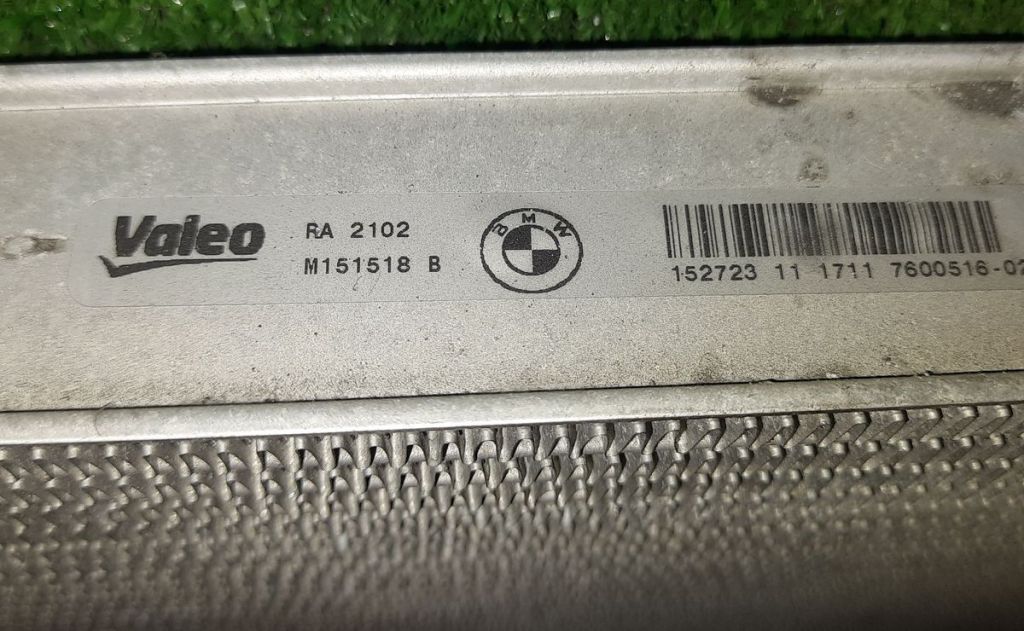 Valeo
RA 2102
M151518 B
BMW
152723 11 1711 7600516-02